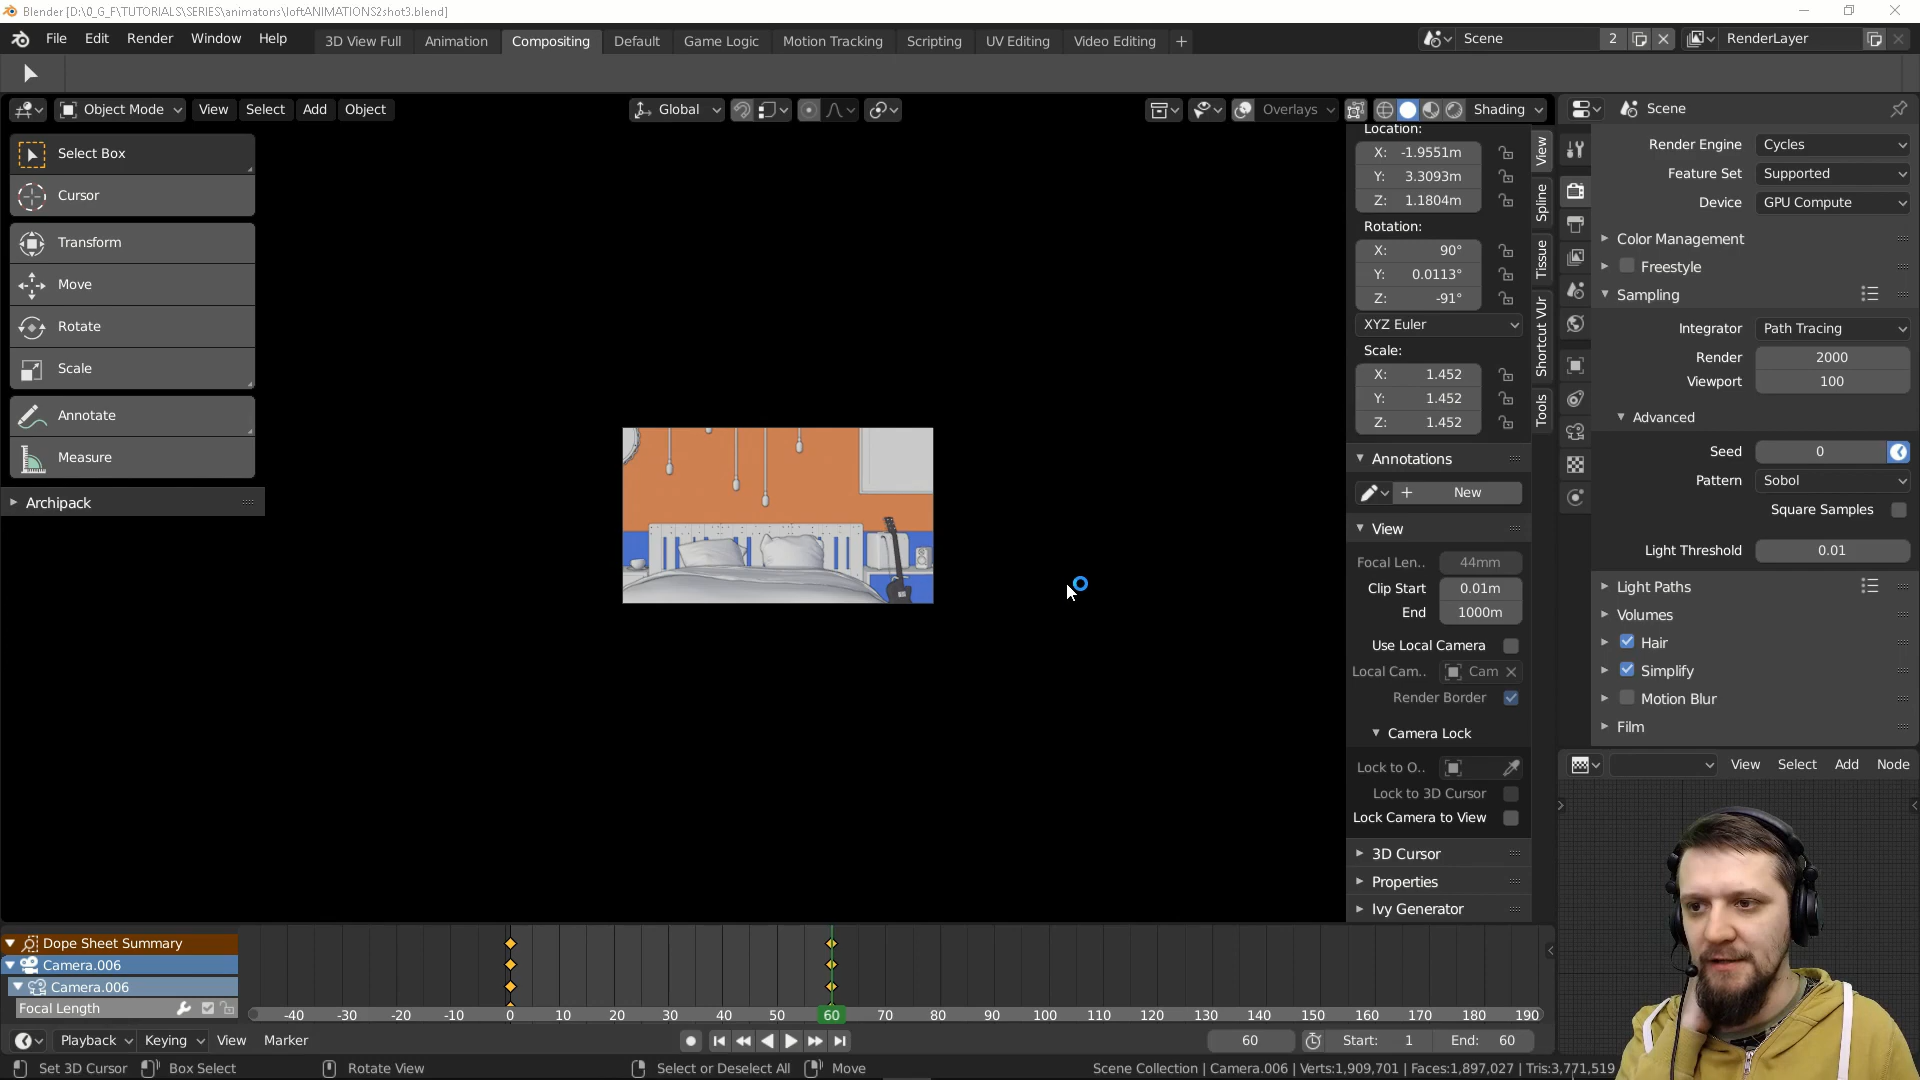 Blender [D:\0_G_F\TUTORIALS\SERIES\animatons\loftANIMATIONS2shot3.blend]
File Edit Render Window Help 3D View Full Animation Compositing Default Game Logic Motion Tracking Scripting UV Editing Video Editing + Scene 2 RenderLayer
Object Mode View Select Add Object Global Overlays Shading Scene
Select Box
Cursor
Transform
Move
Rotate
Scale
Annotate
Measure
Archipack
Location:
X: -1.9551m
Y: 3.3093m
Z: 1.1804m
Rotation:
X: 90°
Y: 0.0113°
Z: -91°
XYZ Euler
Scale:
X: 1.452
Y: 1.452
Z: 1.452
Annotations
+ New
View
Focal Len.. 44mm
Clip Start 0.01m
End 1000m
Use Local Camera
Local Cam.. Cam
Render Border
Camera Lock
Lock to O..
Lock to 3D Cursor
Lock Camera to View
3D Cursor
Properties
Ivy Generator
View
Spline
Tissue
Shortcut VUr
Tools
Render Engine Cycles
Feature Set Supported
Device GPU Compute
Color Management
Freestyle
Sampling
Integrator Path Tracing
Render 2000
Viewport 100
Advanced
Seed 0
Pattern Sobol
Square Samples
Light Threshold 0.01
Light Paths
Volumes
Hair
Simplify
Motion Blur
Film
View Select Add Node
Dope Sheet Summary
Camera.006
Camera.006
Focal Length
-40 -30 -20 -10 0 10 20 30 40 50 60 70 80 90 100 110 120 130 140 150 160 170 180 190
Playback Keying View Marker 60 Start: 1 End: 60
Set 3D Cursor Box Select Rotate View Select or Deselect All Move Scene Collection | Camera.006 | Verts:1,909,701 | Faces:1,897,027 | Tris:3,771,519